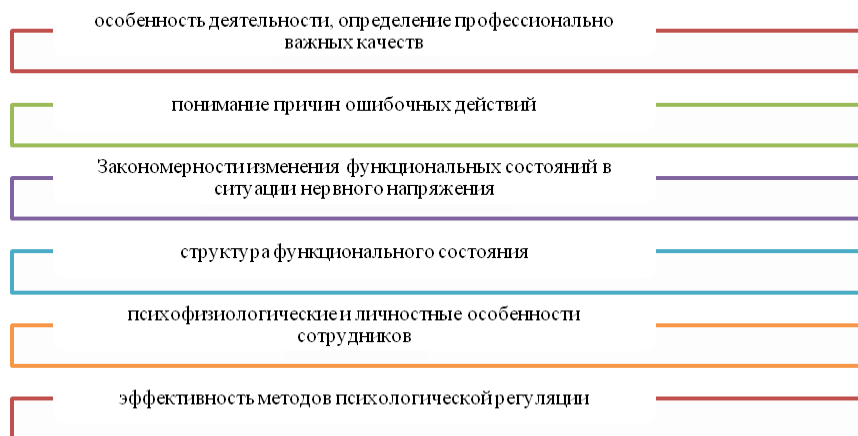 особенность деятельности, определение профессионально
важных качеств
понимание причин ошибочных действий
Закономерности изменения функциональных состояний в
ситуации нервного напряжения
структура функционального состояния
психофизиологические и личностные особенности
сотрудников
эффективность методов психологической регуляции